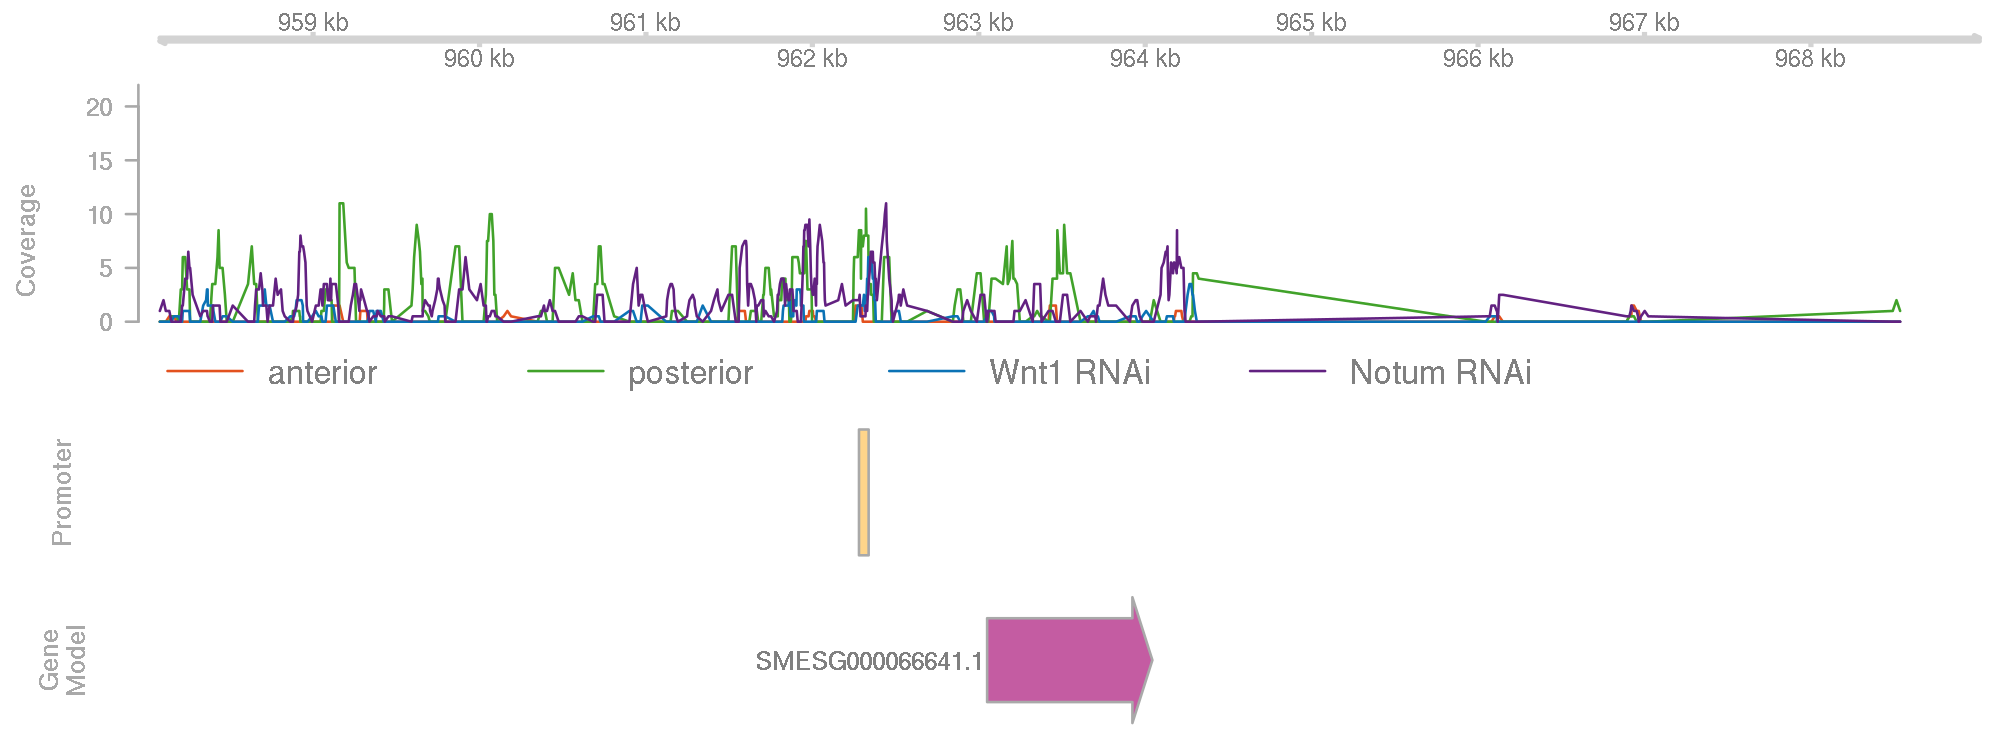 959 kb 961 kb 963 kb 965 kb 967 kb
960 kb 962 kb 964 kb 966 kb 968 kb
Coverage
20
15
10
5
0
anterior posterior Wnt1 RNAi Notum RNAi
Promoter
Gene
Model
SMESG000066641.1